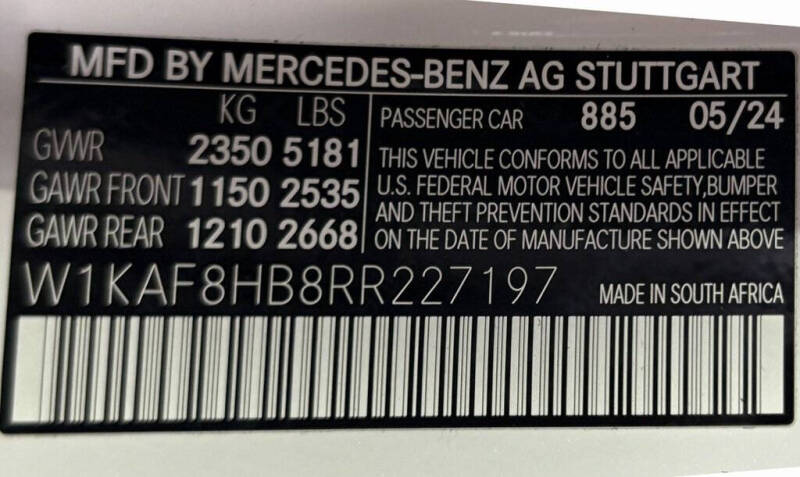 MFD BY MERCEDES-BENZ AG STUTTGART
KG LBS
GVWR 2350 5181
GAWR FRONT 1150 2535
GAWR REAR 1210 2668
PASSENGER CAR 885 05/24
THIS VEHICLE CONFORMS TO ALL APPLICABLE
U.S. FEDERAL MOTOR VEHICLE SAFETY,BUMPER
AND THEFT PREVENTION STANDARDS IN EFFECT
ON THE DATE OF MANUFACTURE SHOWN ABOVE
W1KAF8HB8RR227197
MADE IN SOUTH AFRICA